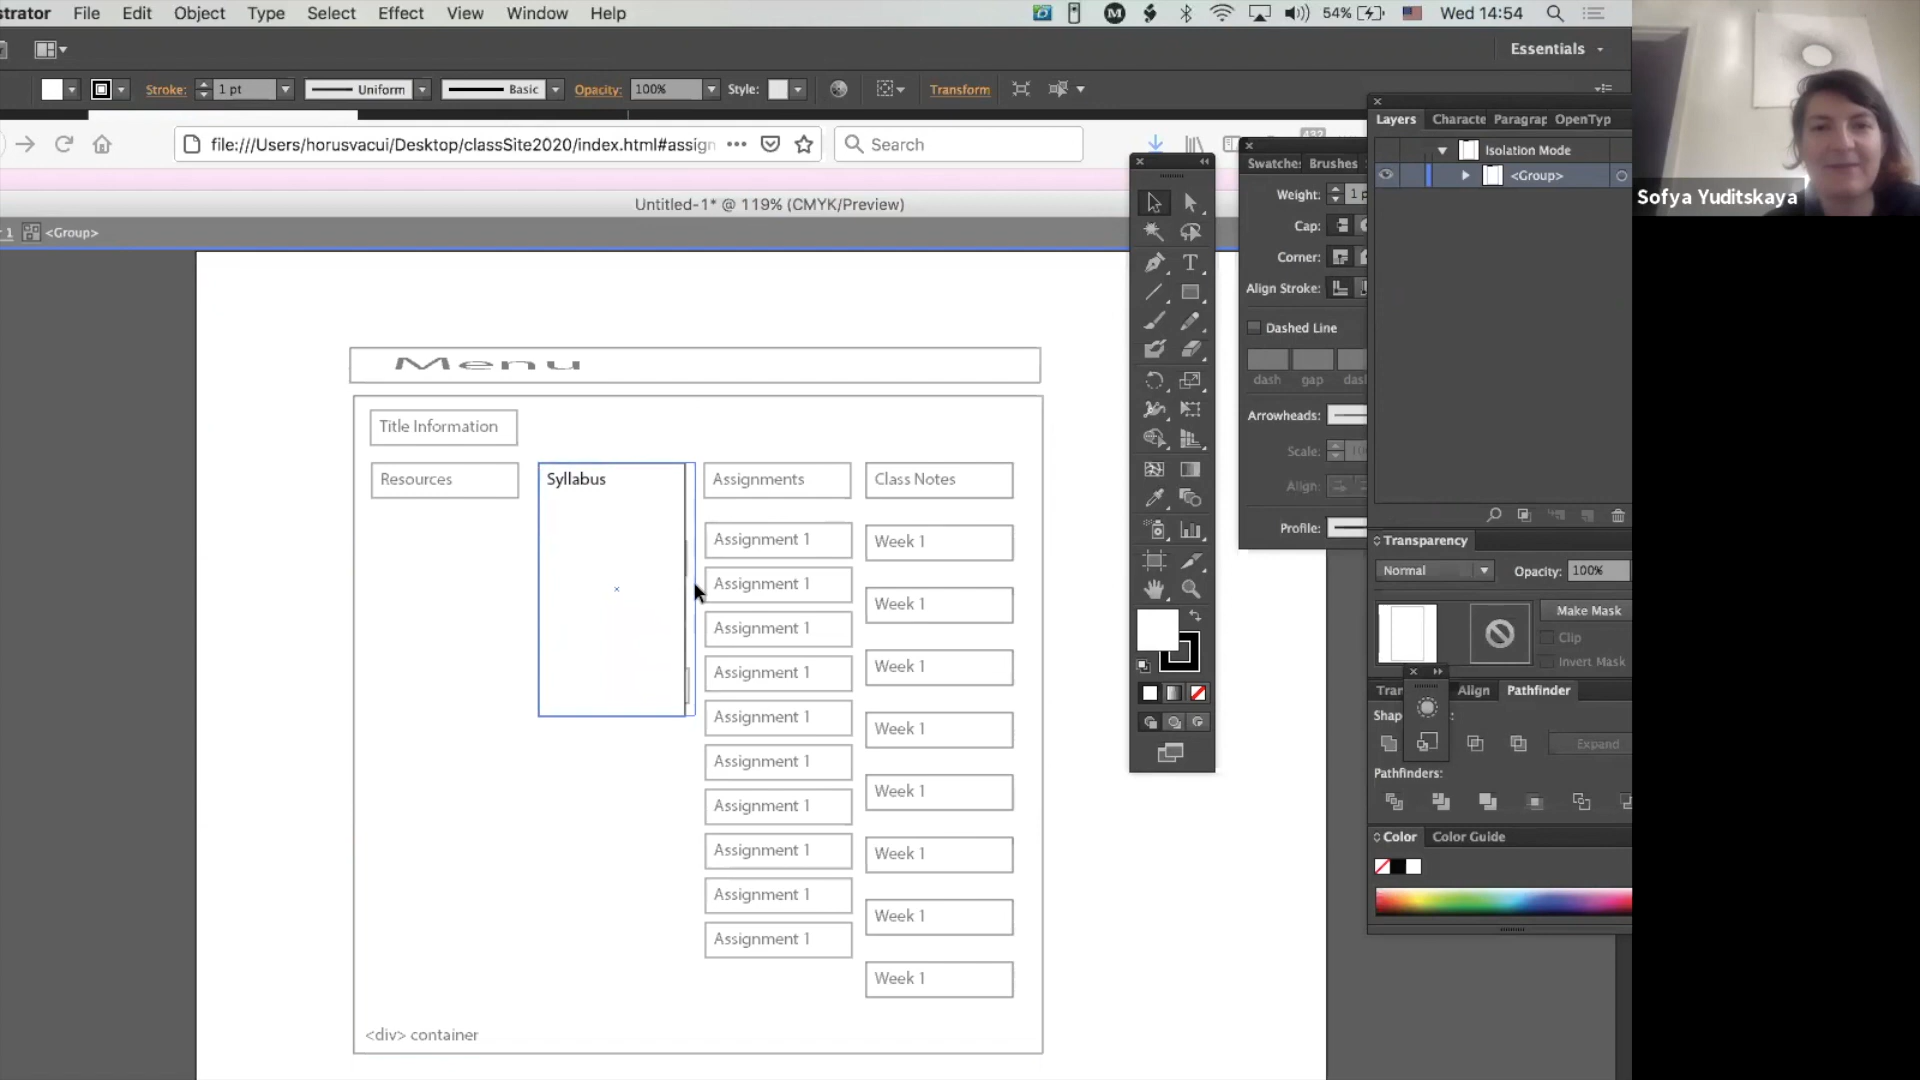 strator File Edit Object Type Select Effect View Window Help 54% Wed 14:54
Essentials
Stroke: 1 pt Uniform Basic Opacity: 100% Style: Transform
file:///Users/horusvacui/Desktop/classSite2020/index.html#assign
Search
432
Untitled-1* @ 119% (CMYK/Preview)
1 <Group>
Menu
Title Information
Resources
Syllabus
Assignments
Assignment 1
Assignment 1
Assignment 1
Assignment 1
Assignment 1
Assignment 1
Assignment 1
Assignment 1
Assignment 1
Assignment 1
Class Notes
Week 1
Week 1
Week 1
Week 1
Week 1
Week 1
Week 1
Week 1
<div> container
Swatches Brushes
Weight: 1 p
Cap:
Corner:
Align Stroke:
Dashed Line
dash gap das
Arrowheads:
Scale:
Align:
Profile:
Layers Characte Paragrap OpenTyp
Isolation Mode
<Group>
Transparency
Normal Opacity: 100%
Make Mask
Clip
Invert Mask
Tran Align Pathfinder
Shap :
Expand
Pathfinders:
Color Color Guide
Sofya Yuditskaya